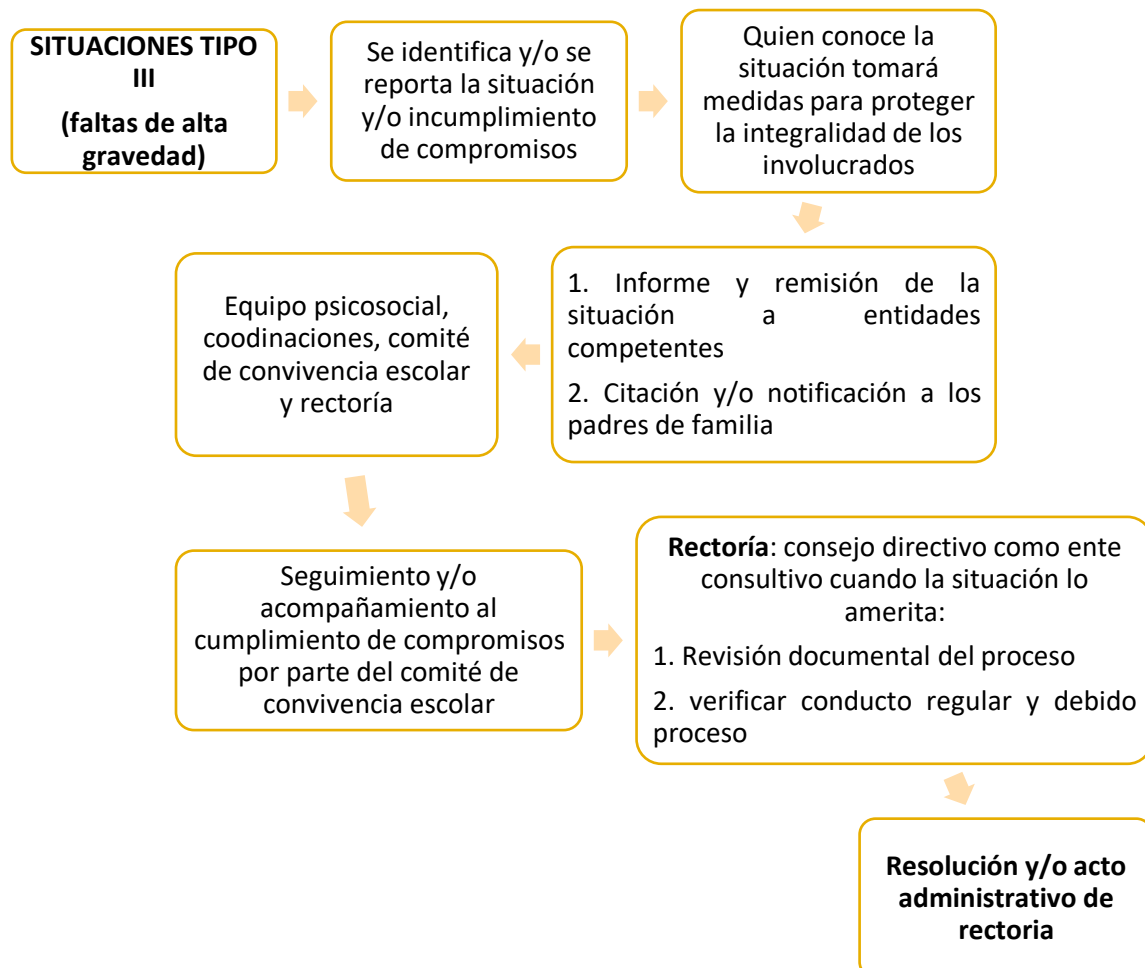 SITUACIONES TIPO
III
(faltas de alta
gravedad)
Se identifica y/o se
reporta la situación
y/o incumplimiento
de compromisos
Quien conoce la
situación tomará
medidas para proteger
la integralidad de los
involucrados
1. Informe y remisión de la
situación a entidades
competentes
2. Citación y/o notificación a los
padres de familia
Equipo psicosocial,
coodinaciones, comité
de convivencia escolar
y rectoría
Seguimiento y/o
acompañamiento al
cumplimiento de compromisos
por parte del comité de
convivencia escolar
Rectoría: consejo directivo como ente
consultivo cuando la situación lo
amerita:
1. Revisión documental del proceso
2. verificar conducto regular y debido
proceso
Resolución y/o acto
administrativo de
rectoria